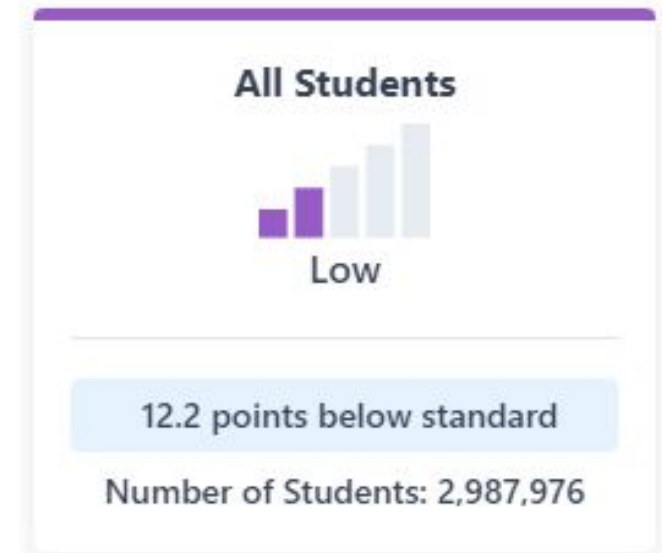 All Students
Low
12.2 points below standard
Number of Students: 2,987,976